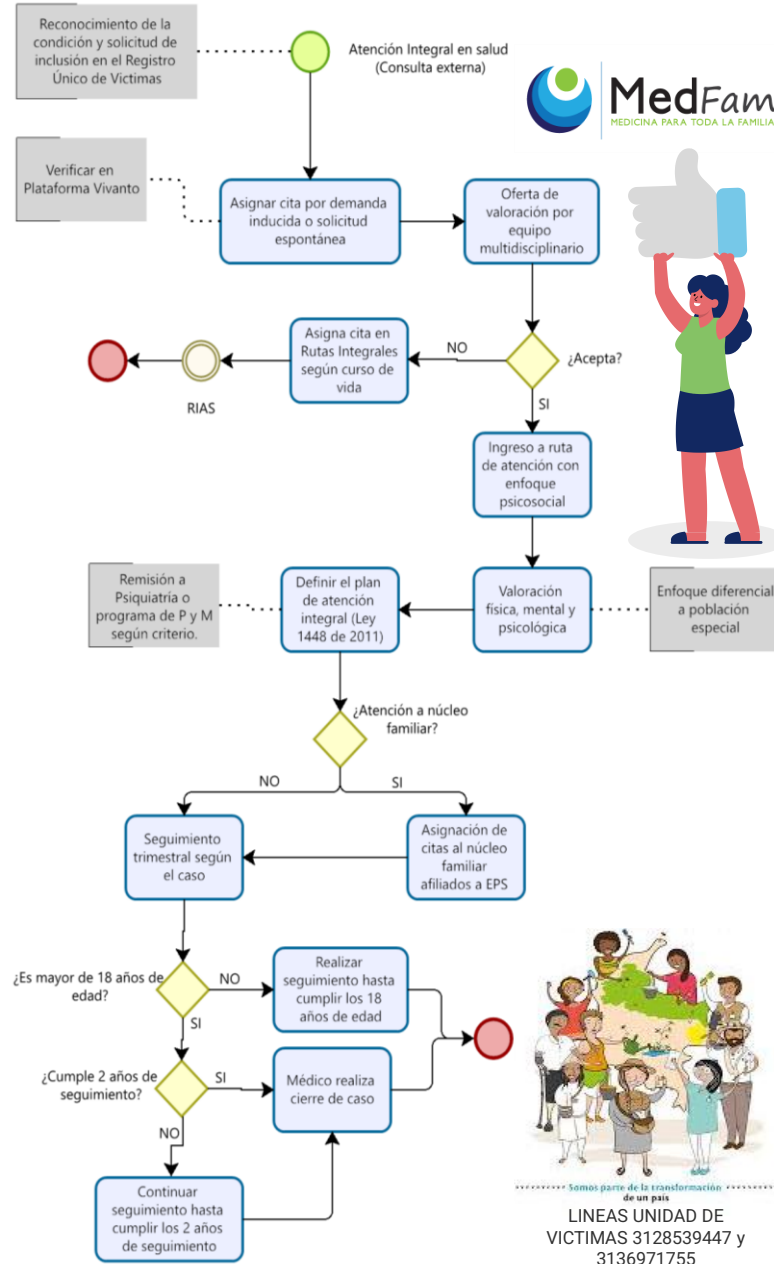 Reconocimiento de la
condición y solicitud de
inclusión en el Registro
Único de Victimas
Atención Integral en salud
(Consulta externa)
MedFam
MEDICINA PARA TODA LA FAMILIA
Verificar en
Plataforma Vivanto
Asignar cita por demanda
inducida o solicitud
espontánea
Oferta de
valoración por
equipo
multidisciplinario
Asigna cita en
Rutas Integrales
según curso de
vida
NO
¿Acepta?
RIAS
SI
Ingreso a ruta
de atención con
enfoque
psicosocial
Remisión a
Psiquiatría o
programa de P y M
según criterio.
Definir el plan
de atención
integral (Ley
1448 de 2011)
Valoración
física, mental y
psicológica
Enfoque diferencial
a población
especial
¿Atención a núcleo
familiar?
NO
SI
Seguimiento
trimestral según
el caso
Asignación de
citas al núcleo
familiar
afiliados a EPS
¿Es mayor de 18 años de
edad?
NO
Realizar
seguimiento hasta
cumplir los 18
años de edad
SI
¿Cumple 2 años de
seguimiento?
SI
Médico realiza
cierre de caso
NO
Continuar
seguimiento hasta
cumplir los 2 años
de seguimiento
Somos parte de la transformación
de un país
LINEAS UNIDAD DE
VICTIMAS 3128539447 y
3136971755